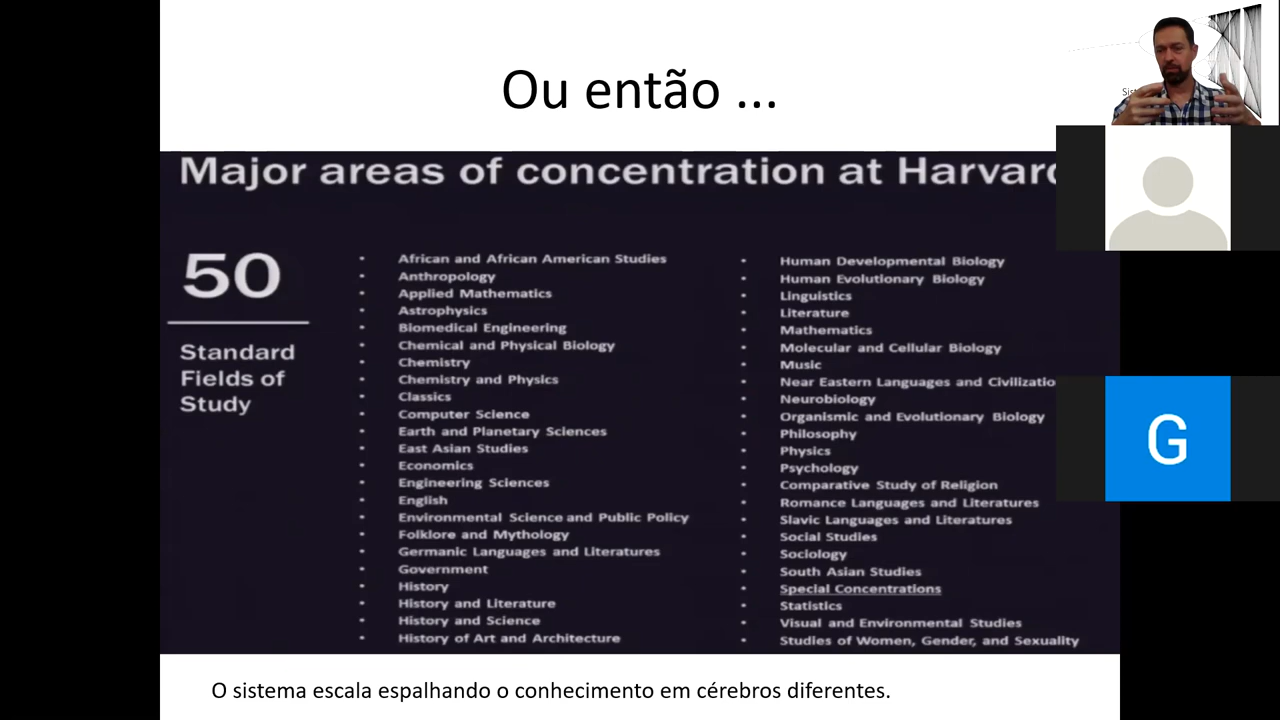 Ou então ...
Major areas of concentration at Harvard
50
Standard
Fields of
Study
• African and African American Studies
• Anthropology
• Applied Mathematics
• Astrophysics
• Biomedical Engineering
• Chemical and Physical Biology
• Chemistry
• Chemistry and Physics
• Classics
• Computer Science
• Earth and Planetary Sciences
• East Asian Studies
• Economics
• Engineering Sciences
• English
• Environmental Science and Public Policy
• Folklore and Mythology
• Germanic Languages and Literatures
• Government
• History
• History and Literature
• History and Science
• History of Art and Architecture
• Human Developmental Biology
• Human Evolutionary Biology
• Linguistics
• Literature
• Mathematics
• Molecular and Cellular Biology
• Music
• Near Eastern Languages and Civilizatio
• Neurobiology
• Organismic and Evolutionary Biology
• Philosophy
• Physics
• Psychology
• Comparative Study of Religion
• Romance Languages and Literatures
• Slavic Languages and Literatures
• Social Studies
• Sociology
• South Asian Studies
• Special Concentrations
• Statistics
• Visual and Environmental Studies
• Studies of Women, Gender, and Sexuality
O sistema escala espalhando o conhecimento em cérebros diferentes.
G